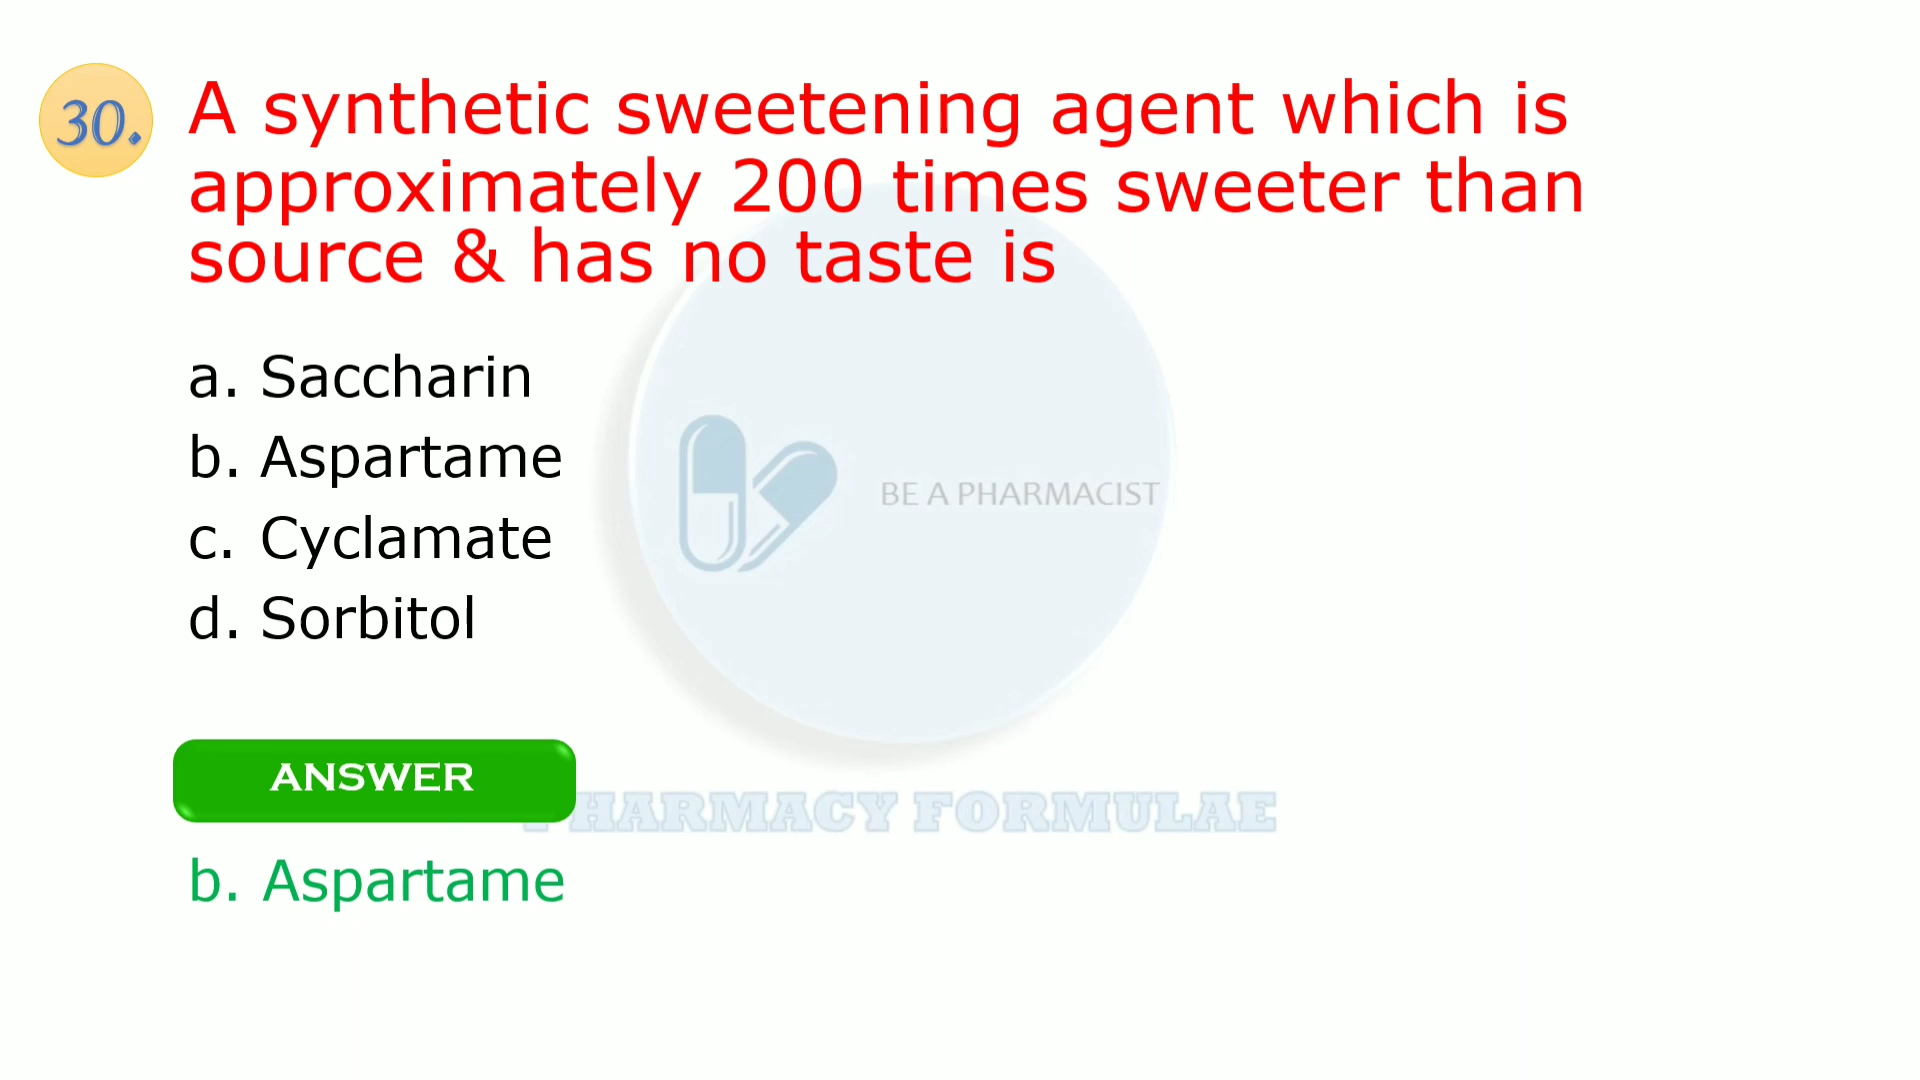 30. A synthetic sweetening agent which is
approximately 200 times sweeter than
source & has no taste is
a. Saccharin
b. Aspartame
c. Cyclamate
d. Sorbitol
BE A PHARMACIST
ANSWER
PHARMACY FORMULAE
b. Aspartame